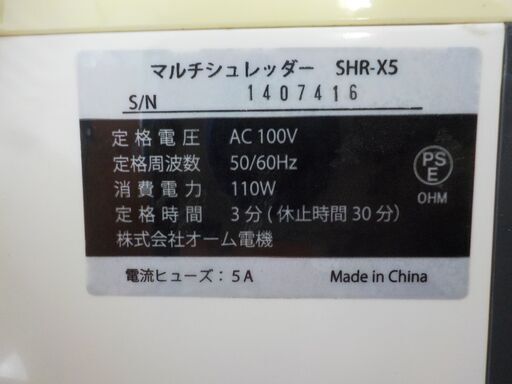 マルチシュレッダー SHR-X5
S/N 1407416
定格電圧 AC 100V
定格周波数 50/60Hz
消費電力 110W
定格時間 3分(休止時間30分)
株式会社オーム電機
PS
E
OHM
電流ヒューズ:5A Made in China